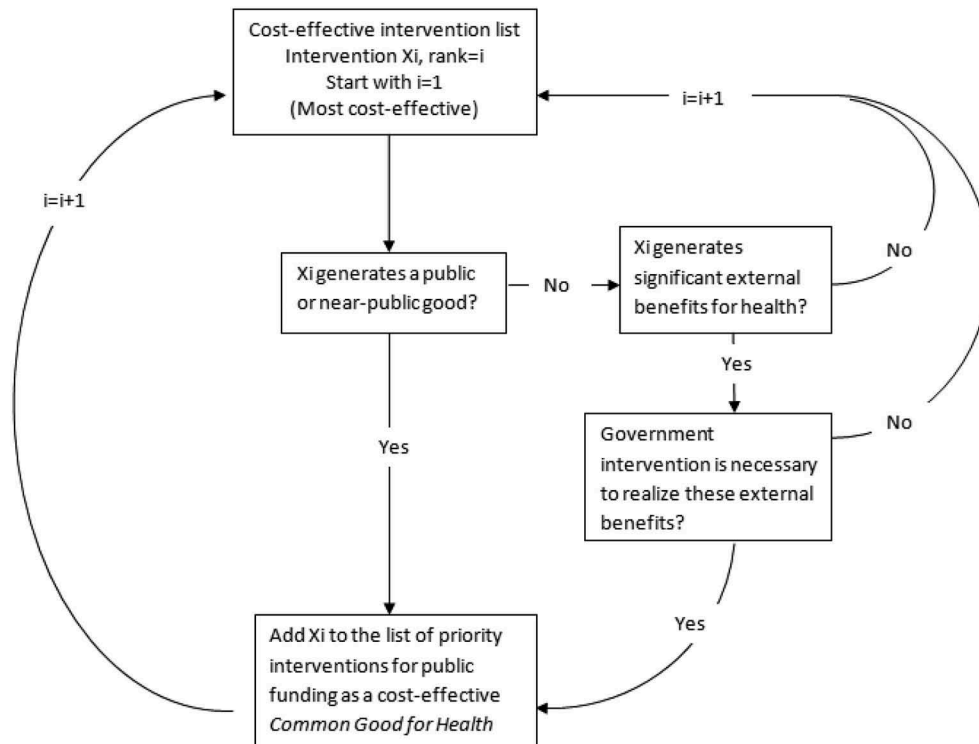 Cost-effective intervention list
Intervention Xi, rank=i
Start with i=1
(Most cost-effective)
i=i+1
i=i+1
Xi generates a public
or near-public good?
No
Xi generates
significant external
benefits for health?
No
Yes
Yes
Government
intervention is necessary
to realize these external
benefits?
No
Yes
Add Xi to the list of priority
interventions for public
funding as a cost-effective
Common Good for Health